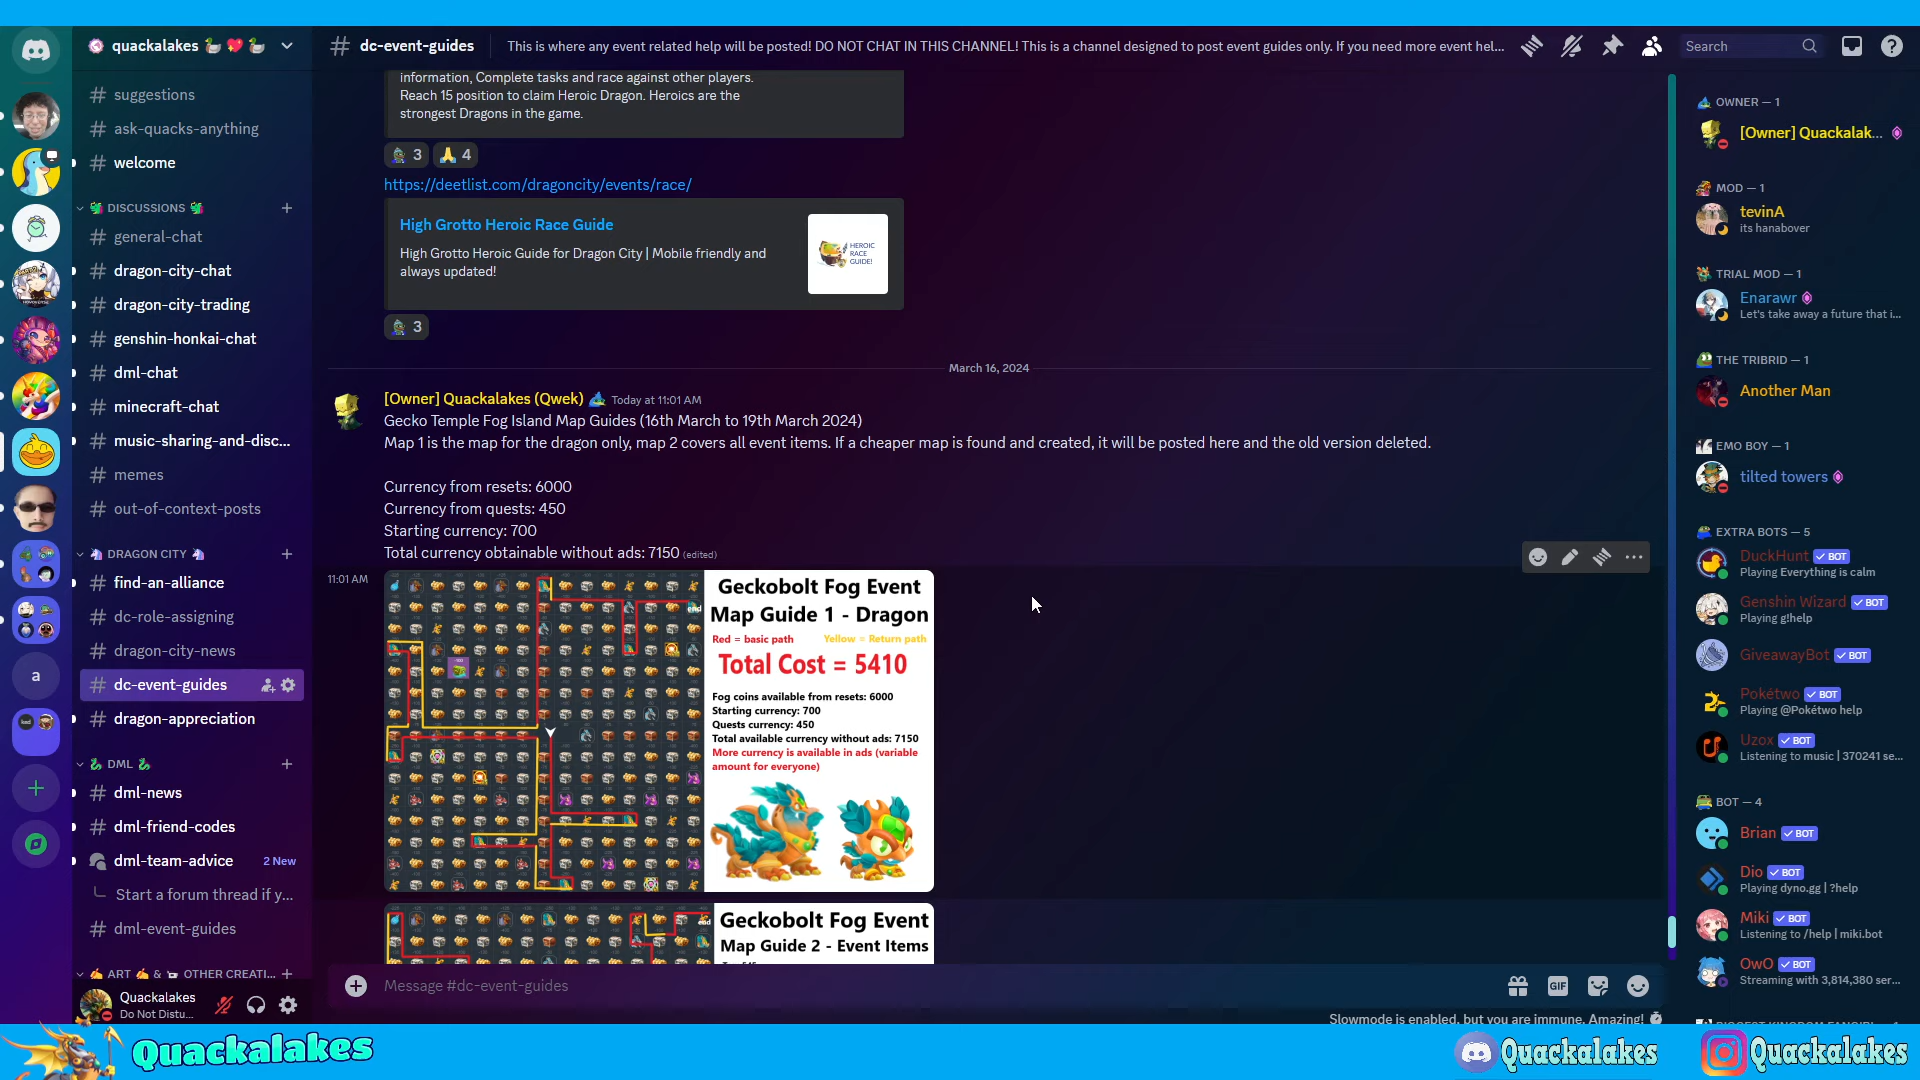 quackalakes
suggestions
ask-quacks-anything
welcome
DISCUSSIONS
general-chat
dragon-city-chat
dragon-city-trading
genshin-honkai-chat
dml-chat
minecraft-chat
music-sharing-and-disc...
memes
out-of-context-posts
DRAGON CITY
find-an-alliance
dc-role-assigning
dragon-city-news
dc-event-guides
dragon-appreciation
DML
dml-news
dml-friend-codes
dml-team-advice 2 New
Start a forum thread if y...
dml-event-guides
ART & OTHER CREATI...
a
Quackalakes
Do Not Distu...
dc-event-guides
This is where any event related help will be posted! DO NOT CHAT IN THIS CHANNEL! This is a channel designed to post event guides only. If you need more event hel...
Search
information, Complete tasks and race against other players.
Reach 15 position to claim Heroic Dragon. Heroics are the
strongest Dragons in the game.
3 4
https://deetlist.com/dragoncity/events/race/
High Grotto Heroic Race Guide
High Grotto Heroic Guide for Dragon City | Mobile friendly and
always updated!
HEROIC
RACE
GUIDE!
3
March 16, 2024
[Owner] Quackalakes (Qwek) Today at 11:01 AM
Gecko Temple Fog Island Map Guides (16th March to 19th March 2024)
Map 1 is the map for the dragon only, map 2 covers all event items. If a cheaper map is found and created, it will be posted here and the old version deleted.
Currency from resets: 6000
Currency from quests: 450
Starting currency: 700
Total currency obtainable without ads: 7150 (edited)
11:01 AM
end
Geckobolt Fog Event
Map Guide 1 - Dragon
Red = basic path Yellow = Return path
Total Cost = 5410
Fog coins available from resets: 6000
Starting currency: 700
Quests currency: 450
Total available currency without ads: 7150
More currency is available in ads (variable
amount for everyone)
end
Geckobolt Fog Event
Map Guide 2 - Event Items
Message #dc-event-guides
GIF
Slowmode is enabled, but you are immune. Amazing!
OWNER — 1
[Owner] Quackalak...
MOD — 1
tevinA
its hanabover
TRIAL MOD — 1
Enarawr
Let's take away a future that i...
THE TRIBRID — 1
Another Man
EMO BOY — 1
tilted towers
EXTRA BOTS — 5
DuckHunt BOT
Playing Everything is calm
Genshin Wizard BOT
Playing g!help
GiveawayBot BOT
Pokétwo BOT
Playing @Pokétwo help
Uzox BOT
Listening to music | 370241 se...
BOT — 4
Brian BOT
Dio BOT
Playing dyno.gg | ?help
Miki BOT
Listening to /help | miki.bot
OwO BOT
Streaming with 3,814,380 ser...
Quackalakes
Quackalakes
Quackalakes